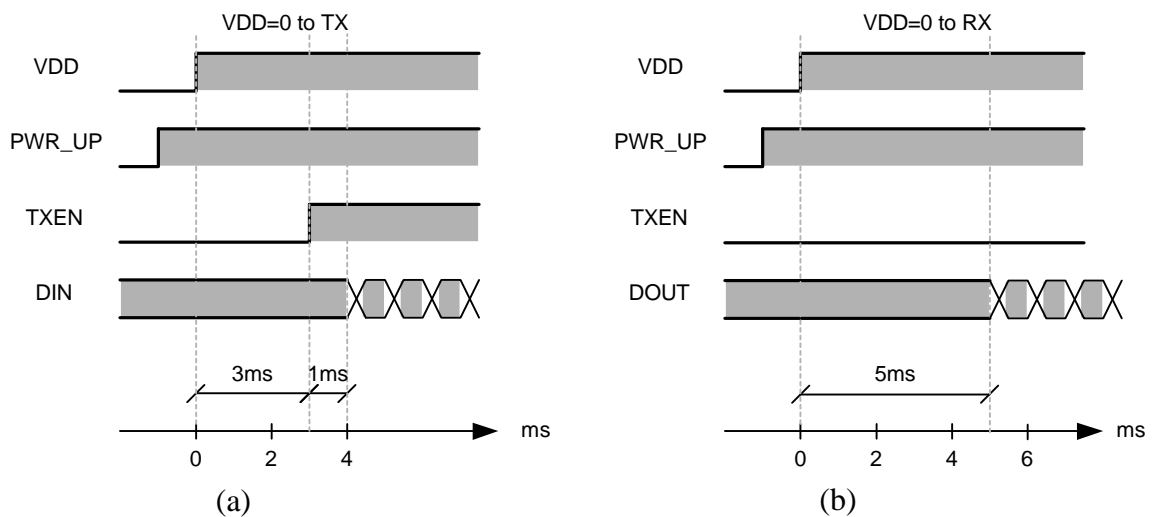 VDD=0 to TX
VDD
PWR_UP
TXEN
DIN
3ms
1ms
ms
0
2
4
(a)
VDD=0 to RX
VDD
PWR_UP
TXEN
DOUT
5ms
ms
0
2
4
6
(b)